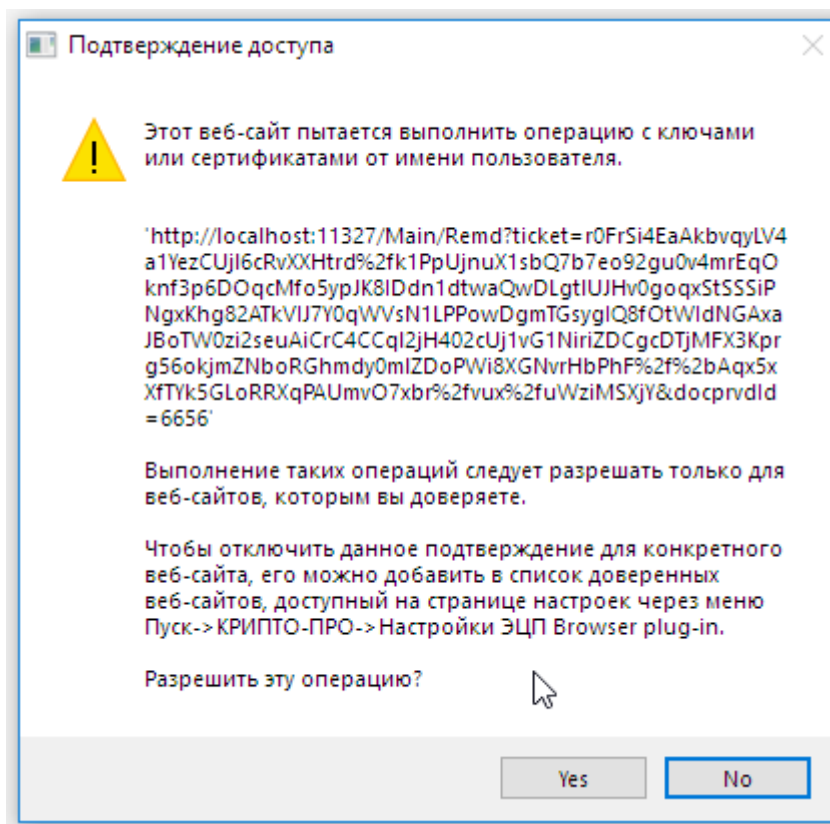 Подтверждение доступа
Этот веб-сайт пытается выполнить операцию с ключами
или сертификатами от имени пользователя.
'http://localhost:11327/Main/Remd?ticket=r0FrSi4EaAkbvqyLV4
a1YezCUjl6cRvXXHtrd%2fk1PpUjnuX1sbQ7b7eo92gu0v4mrEqO
knf3p6DOqcMfo5ypJK8IDdn1dtwaQwDLgtIUJHv0goqxStSSSiP
NgxKhg82ATkVIJ7Y0qWVsN1LPPowDgmTGsyglQ8fOtWldNGAxa
JBoTW0zi2seuAiCrC4CCql2jH402cUj1vG1NiriZDCgcDTjMFX3Kpr
g56okjmZNboRGhmdy0mIZDoPWi8XGNvrHbPhF%2f%2bAqx5x
XfTYk5GLoRRXqPAUmvO7xbr%2fvux%2fuWziMSXjY&docprvdId
=6656'
Выполнение таких операций следует разрешать только для
веб-сайтов, которым вы доверяете.
Чтобы отключить данное подтверждение для конкретного
веб-сайта, его можно добавить в список доверенных
веб-сайтов, доступный на странице настроек через меню
Пуск->КРИПТО-ПРО->Настройки ЭЦП Browser plug-in.
Разрешить эту операцию?
Yes
No